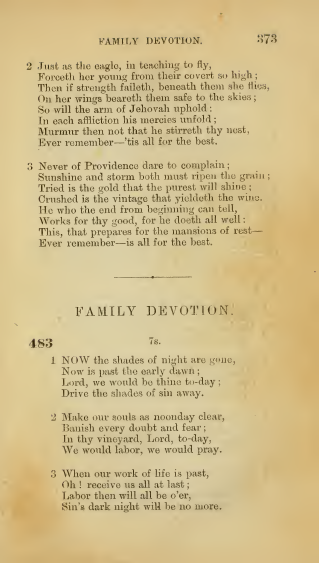 FAMILY DEVOTION. 373
2 Just as the eagle, in teaching to fly,
Forceth her young from their covert so high;
Then if strength faileth, beneath them she flies,
On her wings beareth them safe to the skies;
So will the arm of Jehovah uphold:
In each affliction his mercies unfold;
Murmur then not that he stirreth thy nest,
Ever remember—'tis all for the best.
3 Never of Providence dare to complain;
Sunshine and storm both must ripen the grain;
Tried is the gold that the purest will shine;
Crushed is the vintage that yieldeth the wine.
He who the end from beginning can tell,
Works for thy good, for he doeth all well:
This, that prepares for the mansions of rest—
Ever remember—is all for the best.
FAMILY DEVOTION.
483 7s.
1 NOW the shades of night are gone,
Now is past the early dawn;
Lord, we would be thine to-day;
Drive the shades of sin away.
2 Make our souls as noonday clear,
Banish every doubt and fear;
In thy vineyard, Lord, to-day,
We would labor, we would pray.
3 When our work of life is past,
Oh! receive us all at last;
Labor then will all be o'er,
Sin's dark night will be no more.